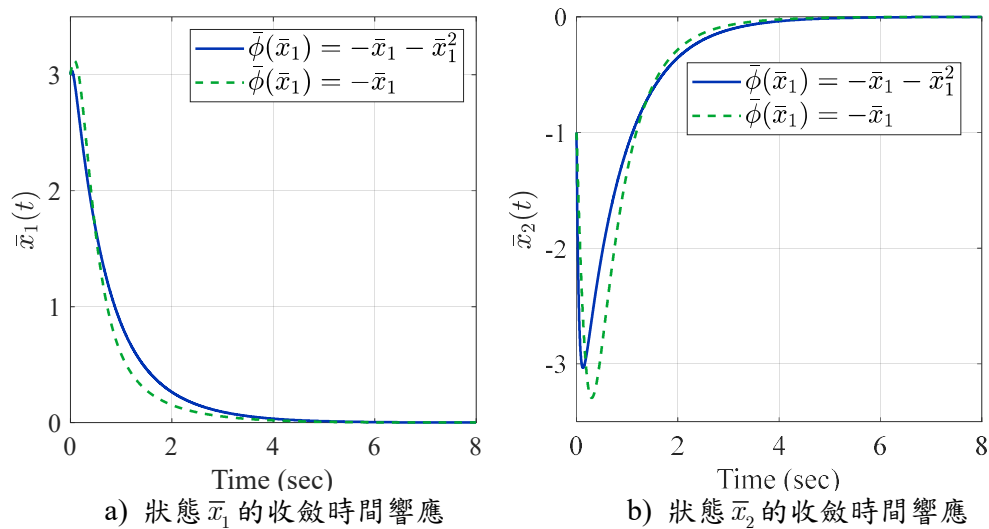 3
2
1
0
0 2 4 6 8
x̄₁(t)
Time (sec)
ϕ̄(x̄₁) = −x̄₁ − x̄₁²
ϕ̄(x̄₁) = −x̄₁
a) 狀態 x̄₁ 的收斂時間響應
0
-1
-2
-3
0 2 4 6 8
x̄₂(t)
Time (sec)
ϕ̄(x̄₁) = −x̄₁ − x̄₁²
ϕ̄(x̄₁) = −x̄₁
b) 狀態 x̄₂ 的收斂時間響應